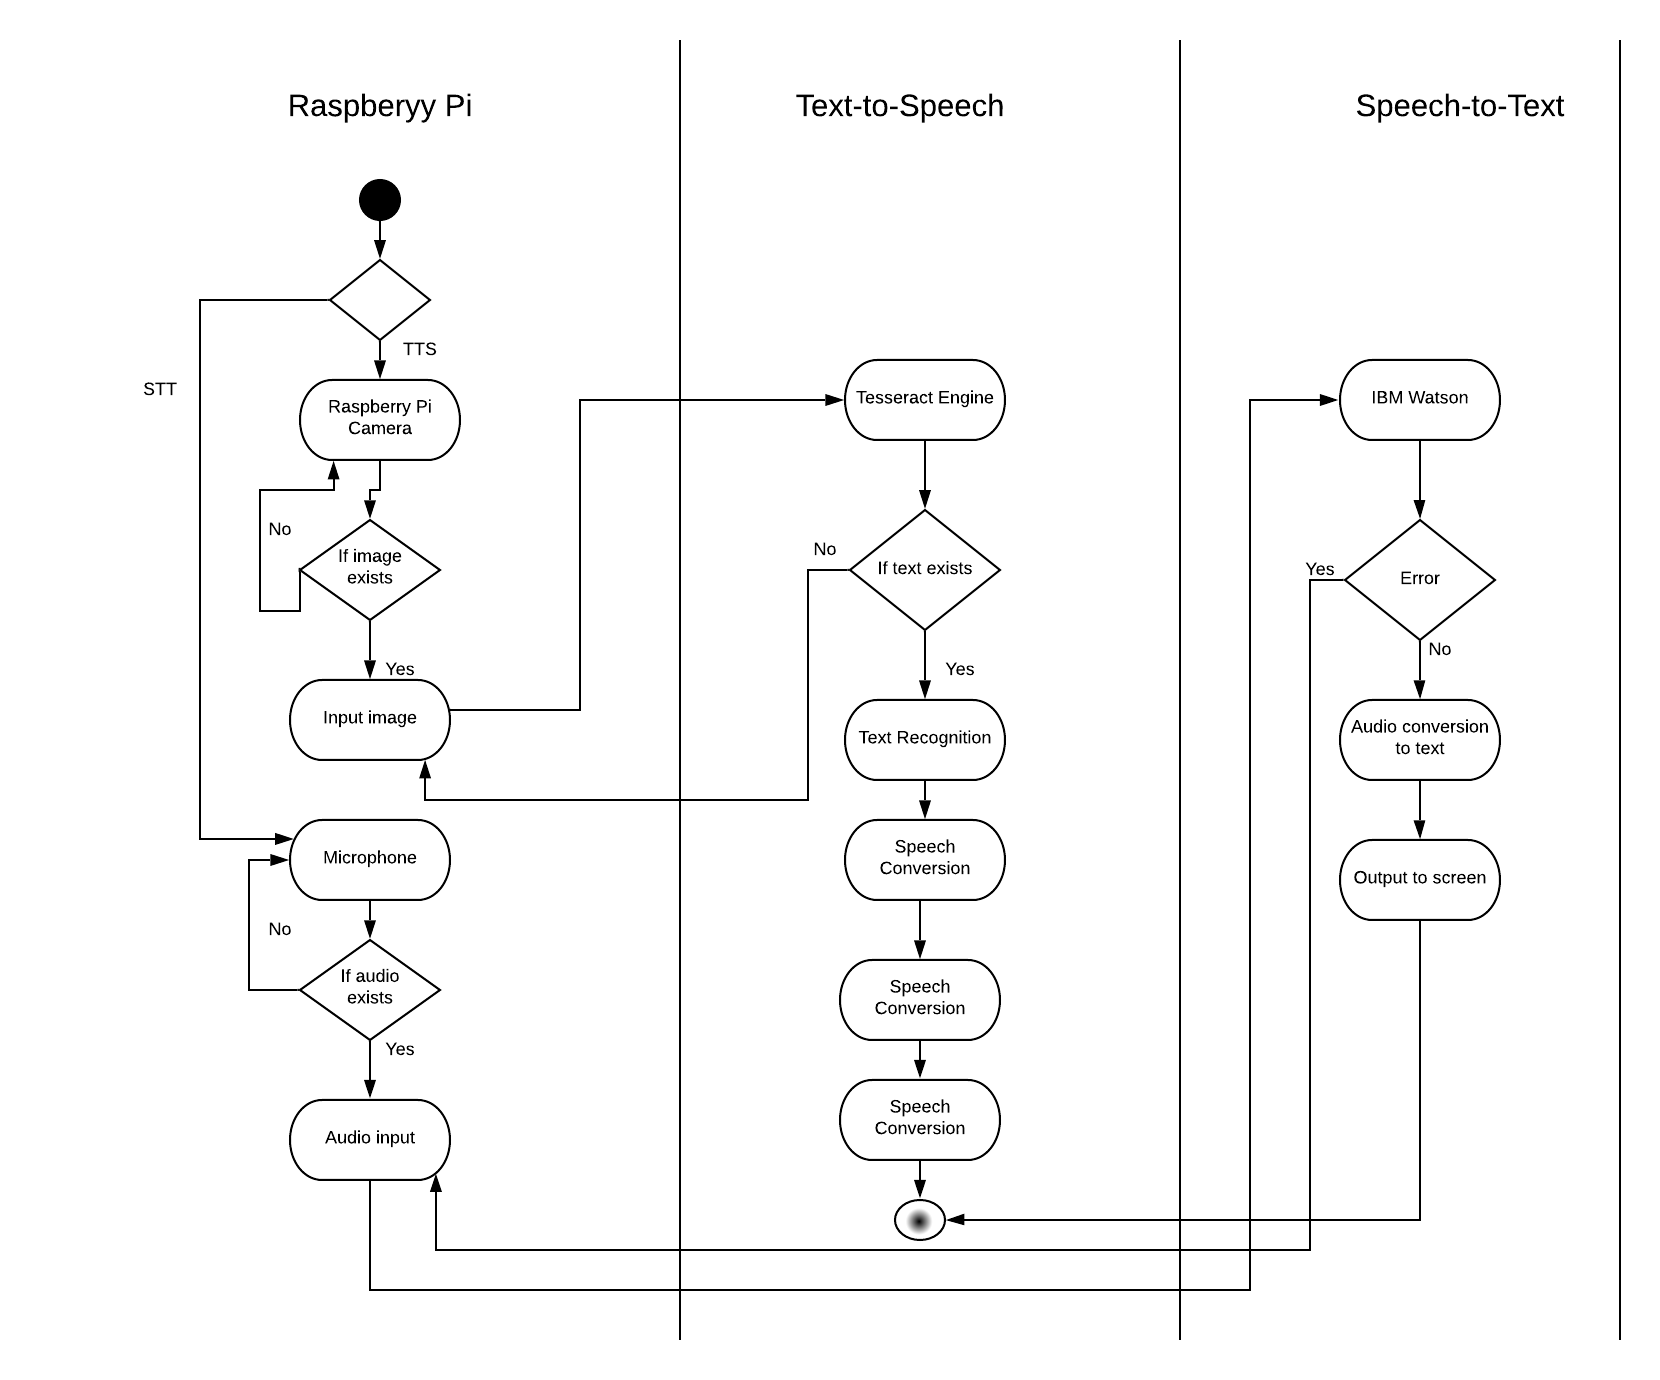 Raspberyy Pi
Text-to-Speech
Speech-to-Text
TTS
STT
Raspberry Pi
Camera
No
If image
exists
Yes
Input image
Microphone
No
If audio
exists
Yes
Audio input
Tesseract Engine
No
If text exists
Yes
Text Recognition
Speech
Conversion
Speech
Conversion
Speech
Conversion
IBM Watson
Yes
Error
No
Audio conversion
to text
Output to screen